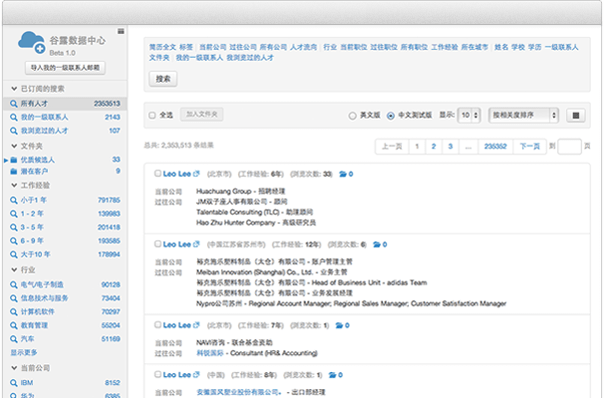 谷露数据中心
Beta 1.0
导入我的一级联系人邮箱
已订阅的搜索
所有人才 2353513
我的一级联系人 2143
我浏览过的人才 107
文件夹
优质候选人 33
潜在客户 9
工作经验
小于1 年 791785
1 - 2 年 139983
3 - 5 年 201418
6 - 9 年 193585
大于10 年 178994
行业
电气/电子制造 90128
信息技术与服务 73404
计算机软件 70297
教育管理 55204
汽车 51169
显示更多
当前公司
IBM 8152
华为 6385
简历全文 标签 | 当前公司 过往公司 所有公司 人才流向 | 行业 当前职位 过往职位 所有职位 工作经验 所在城市 | 姓名 学校 学历 一级联系人
文件夹 | 我的一级联系人 我浏览过的人才
搜索
全选 加入文件夹 英文版 中文测试版 显示: 10 按相关度排序
总共: 2,353,513 条结果 上一页 1 2 3 ... 235352 下一页 到 页
Leo Lee (北京市) (工作经验: 6年) (浏览次数: 33) 0
当前公司 Huachuang Group - 招聘经理
过往公司 JM双子座人事有限公司 - 顾问
Talentable Consulting (TLC) - 助理顾问
Hao Zhu Hunter Company - 高级研究员
Leo Lee (中国江苏省苏州市) (工作经验: 12年) (浏览次数: 6) 0
当前公司 裕克施乐塑料制品（太仓）有限公司 - 账户管理主管
过往公司 Meiban Innovation (Shanghai) Co., Ltd. - 业务主管
裕克施乐塑料制品（太仓）有限公司 - Head of Business Unit - adidas Team
裕克施乐塑料制品（太仓）有限公司 - 业务发展经理
Nypro公司苏州 - Regional Account Manager; Regional Sales Manager; Customer Satisfaction Manager
Leo Lee (北京市) (工作经验: 7年) (浏览次数: 1) 0
当前公司 NAVi咨询 - 联合基金资助
过往公司 科锐国际 - Consultant (HR& Accounting)
Leo Lee (中国) (工作经验: 8年) (浏览次数: 1) 0
当前公司 安徽国风塑业股份有限公司。 - 出口部经理